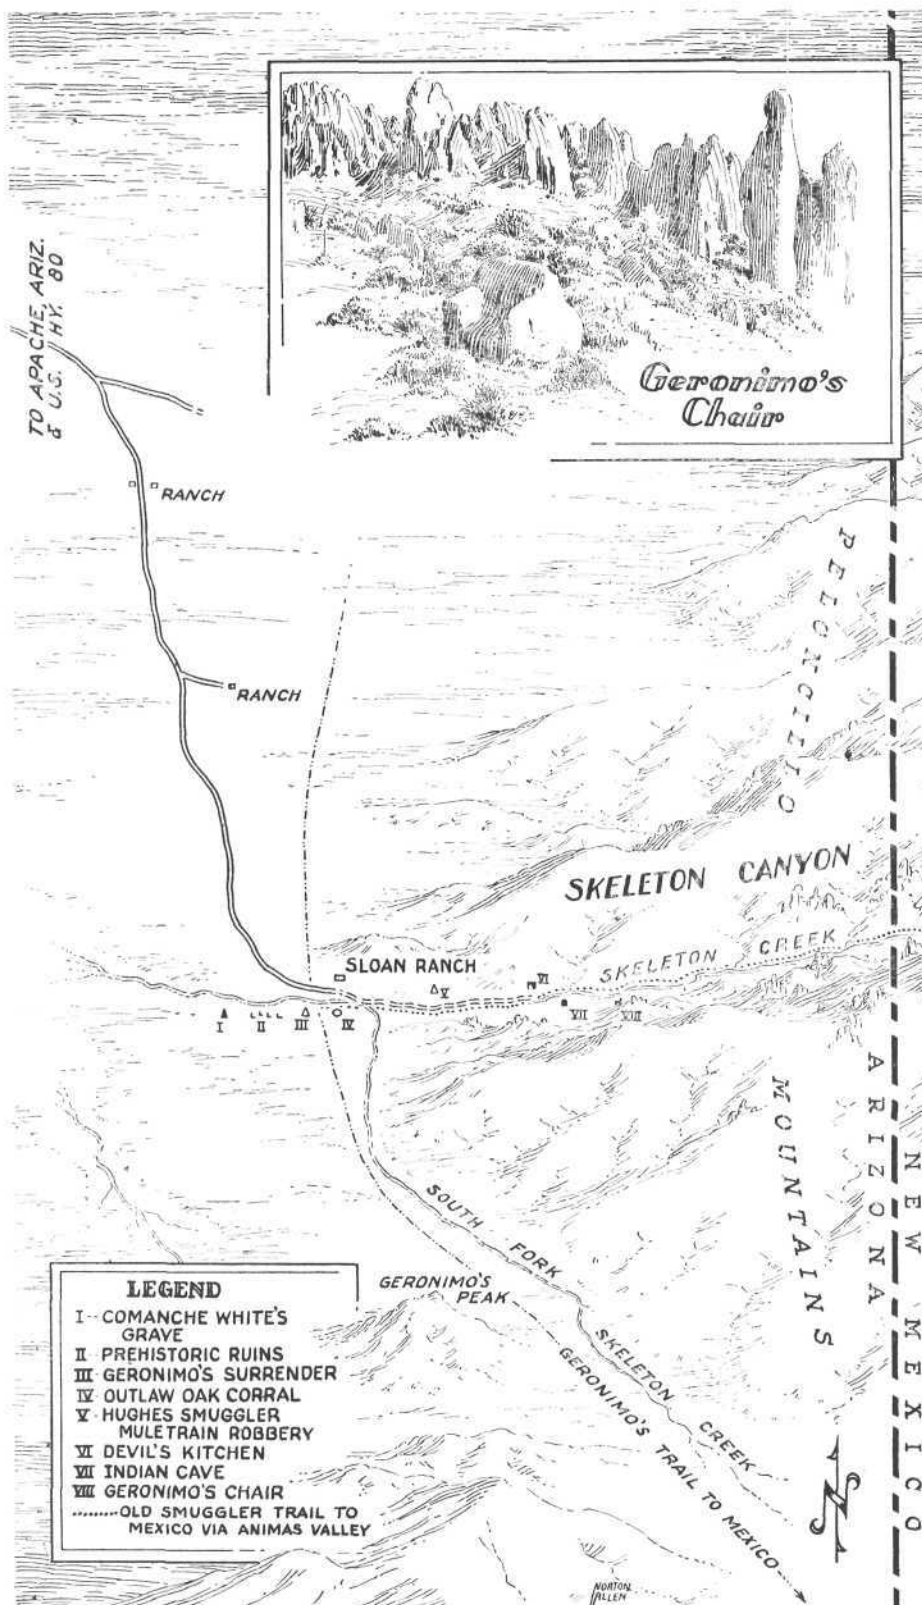 Geronimo's
Chair
TO APACHE, ARIZ.
& U.S. HY. 80
RANCH
RANCH
PELONCILLO
SKELETON CANYON
SKELETON CREEK
SLOAN RANCH
I
II
III
IV
V
VI
VII
VIII
MOUNTAINS
ARIZONA
NEW MEXICO
SOUTH FORK SKELETON CREEK
GERONIMO'S
PEAK
GERONIMO'S TRAIL TO MEXICO
LEGEND
I--COMANCHE WHITE'S
GRAVE
II PREHISTORIC RUINS
III GERONIMO'S SURRENDER
IV OUTLAW OAK CORRAL
V HUGHES SMUGGLER
MULETRAIN ROBBERY
VI DEVIL'S KITCHEN
VII INDIAN CAVE
VIII GERONIMO'S CHAIR
........OLD SMUGGLER TRAIL TO
MEXICO VIA ANIMAS VALLEY
N
NORTON
ALLEN